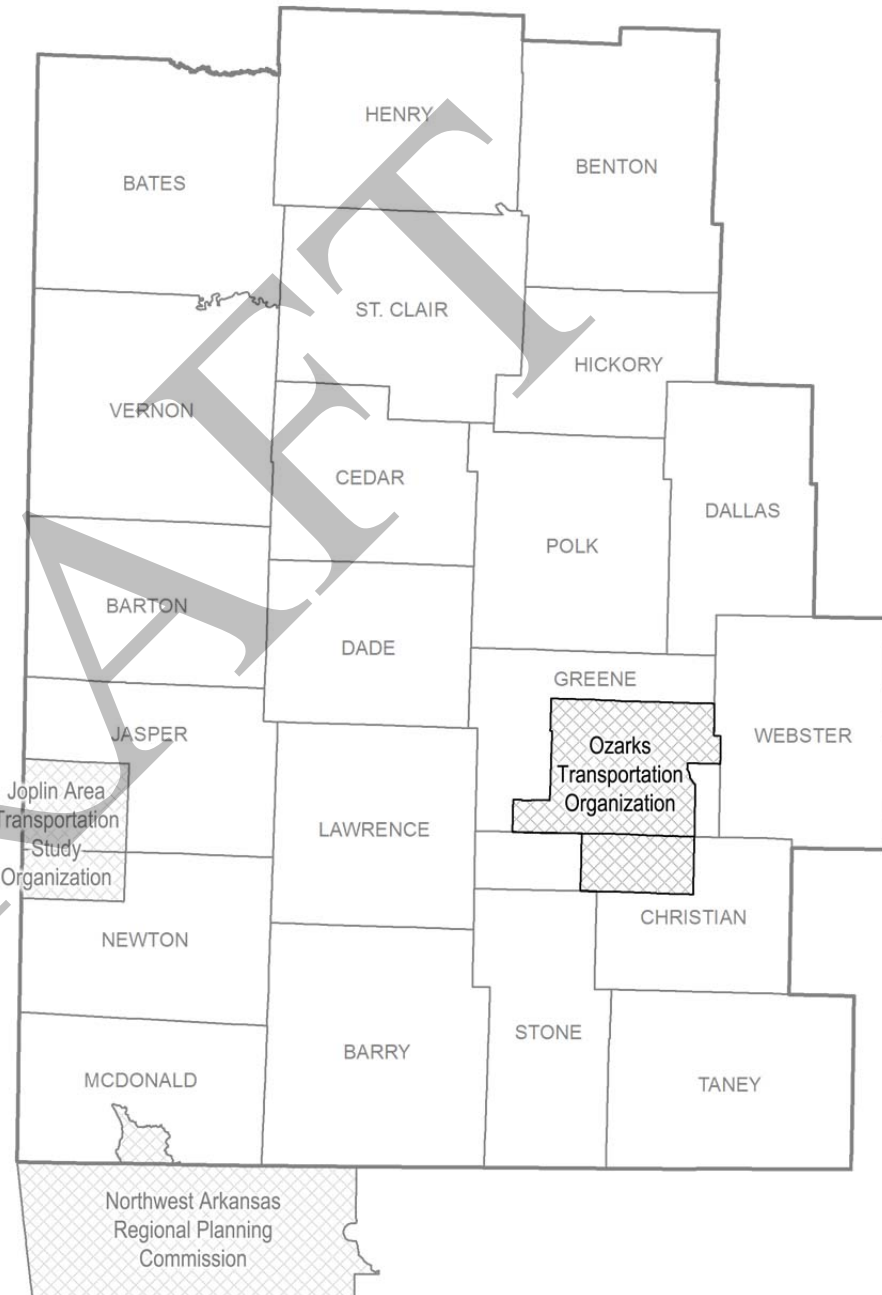 HENRY
BENTON
BATES
ST. CLAIR
HICKORY
VERNON
CEDAR
DALLAS
POLK
BARTON
DADE
GREENE
JASPER
WEBSTER
Ozarks
Transportation
Organization
Joplin Area
Transportation
Study
Organization
LAWRENCE
CHRISTIAN
NEWTON
STONE
BARRY
MCDONALD
TANEY
Northwest Arkansas
Regional Planning
Commission
AFT